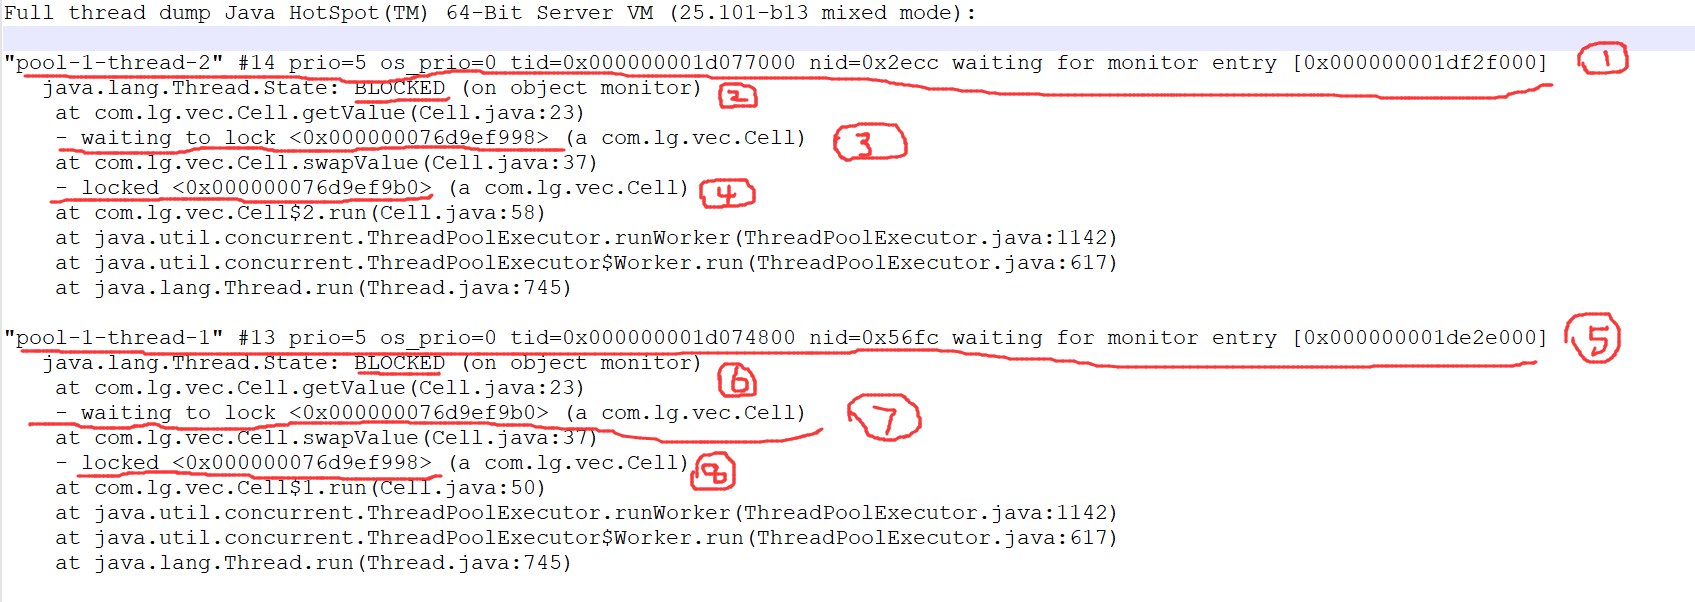 Full thread dump Java HotSpot(TM) 64-Bit Server VM (25.101-b13 mixed mode):
"pool-1-thread-2" #14 prio=5 os_prio=0 tid=0x000000001d077000 nid=0x2ecc waiting for monitor entry [0x000000001df2f000] 1
java.lang.Thread.State: BLOCKED (on object monitor) 2
at com.lg.vec.Cell.getValue(Cell.java:23)
- waiting to lock <0x000000076d9ef998> (a com.lg.vec.Cell) 3
at com.lg.vec.Cell.swapValue(Cell.java:37)
- locked <0x000000076d9ef9b0> (a com.lg.vec.Cell) 4
at com.lg.vec.Cell$2.run(Cell.java:58)
at java.util.concurrent.ThreadPoolExecutor.runWorker(ThreadPoolExecutor.java:1142)
at java.util.concurrent.ThreadPoolExecutor$Worker.run(ThreadPoolExecutor.java:617)
at java.lang.Thread.run(Thread.java:745)
"pool-1-thread-1" #13 prio=5 os_prio=0 tid=0x000000001d074800 nid=0x56fc waiting for monitor entry [0x000000001de2e000] 5
java.lang.Thread.State: BLOCKED (on object monitor) 6
at com.lg.vec.Cell.getValue(Cell.java:23)
- waiting to lock <0x000000076d9ef9b0> (a com.lg.vec.Cell) 7
at com.lg.vec.Cell.swapValue(Cell.java:37)
- locked <0x000000076d9ef998> (a com.lg.vec.Cell) 8
at com.lg.vec.Cell$1.run(Cell.java:50)
at java.util.concurrent.ThreadPoolExecutor.runWorker(ThreadPoolExecutor.java:1142)
at java.util.concurrent.ThreadPoolExecutor$Worker.run(ThreadPoolExecutor.java:617)
at java.lang.Thread.run(Thread.java:745)